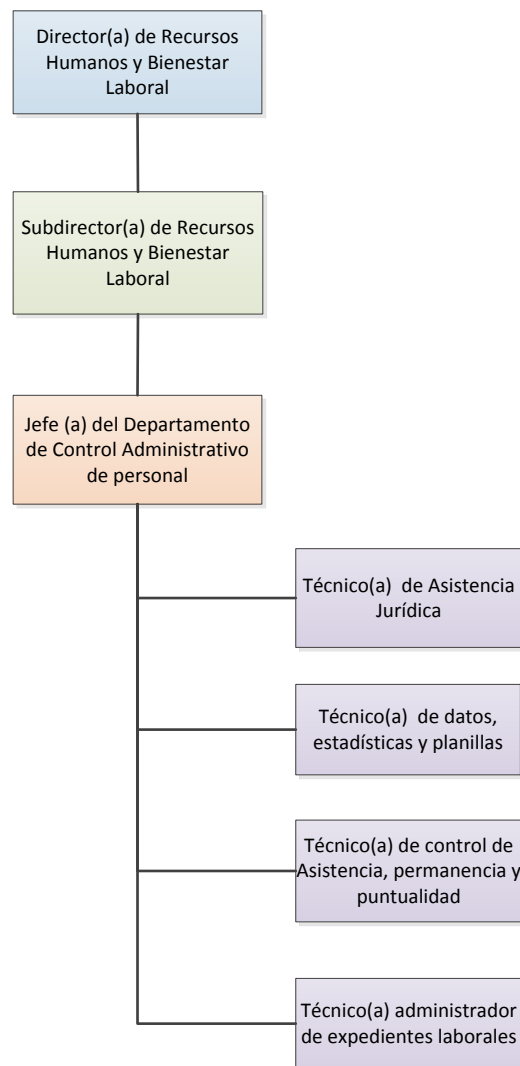 Director(a) de Recursos
Humanos y Bienestar
Laboral
Subdirector(a) de Recursos
Humanos y Bienestar
Laboral
Jefe (a) del Departamento
de Control Administrativo
de personal
Técnico(a)  de Asistencia
Jurídica
Técnico(a)  de datos,
estadísticas y planillas
Técnico(a) de control de
Asistencia, permanencia y
puntualidad
Técnico(a) administrador
de expedientes laborales